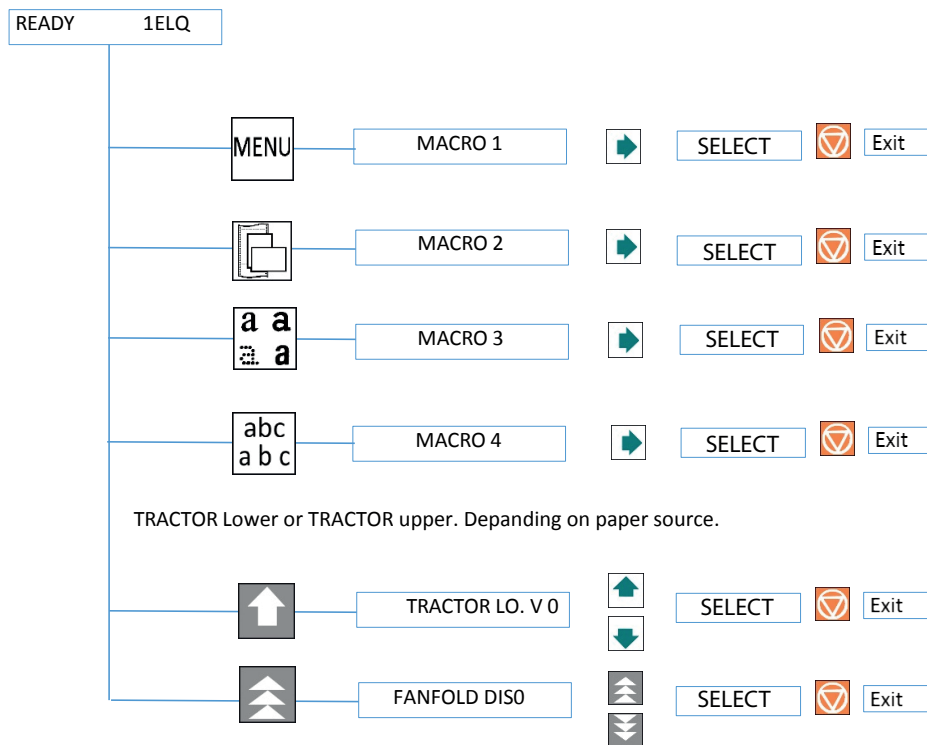 READY 1ELQ
MENU MACRO 1 SELECT Exit
MACRO 2 SELECT Exit
a a
a a
MACRO 3 SELECT Exit
abc
a b c
MACRO 4 SELECT Exit
TRACTOR Lower or TRACTOR upper. Depanding on paper source.
TRACTOR LO. V 0 SELECT Exit
FANFOLD DIS0 SELECT Exit